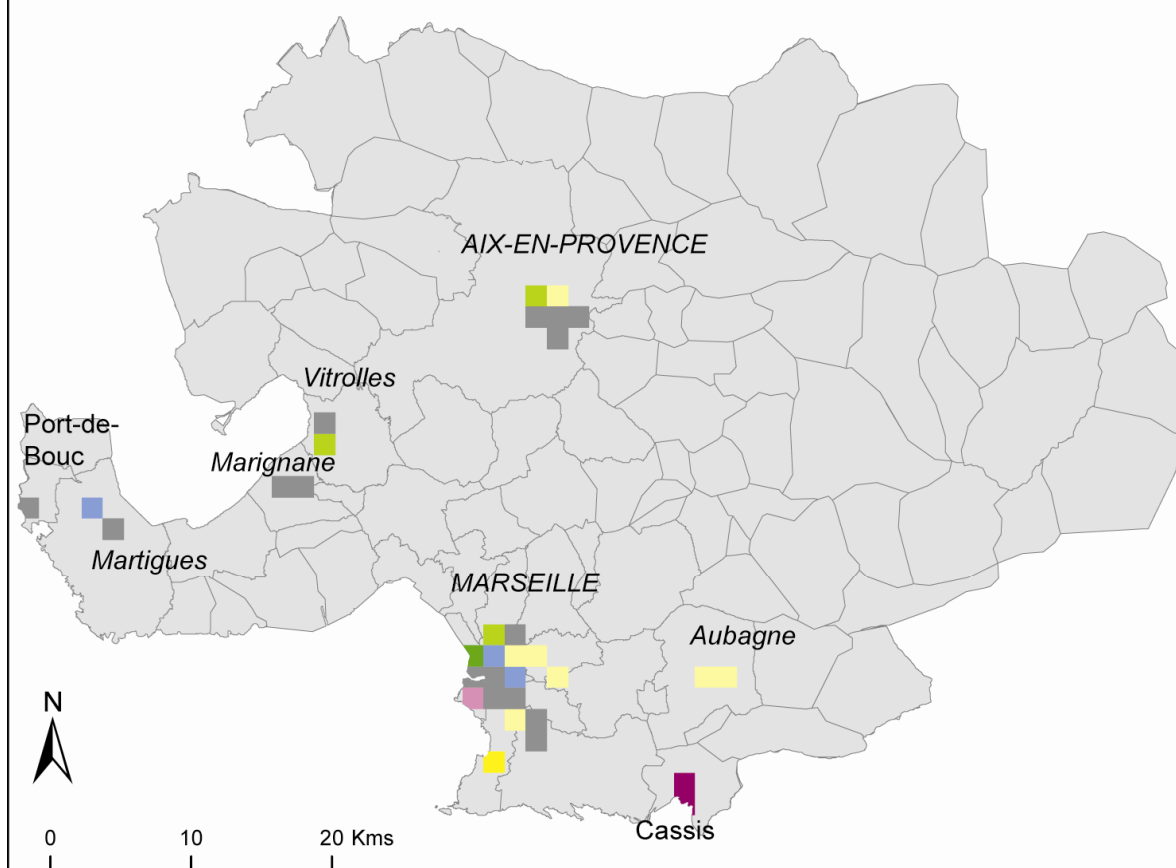 AIX-EN-PROVENCE
Vitrolles
Port-de-
Bouc
Marignane
Martigues
MARSEILLE
Aubagne
N
Cassis
0 10 20 Kms